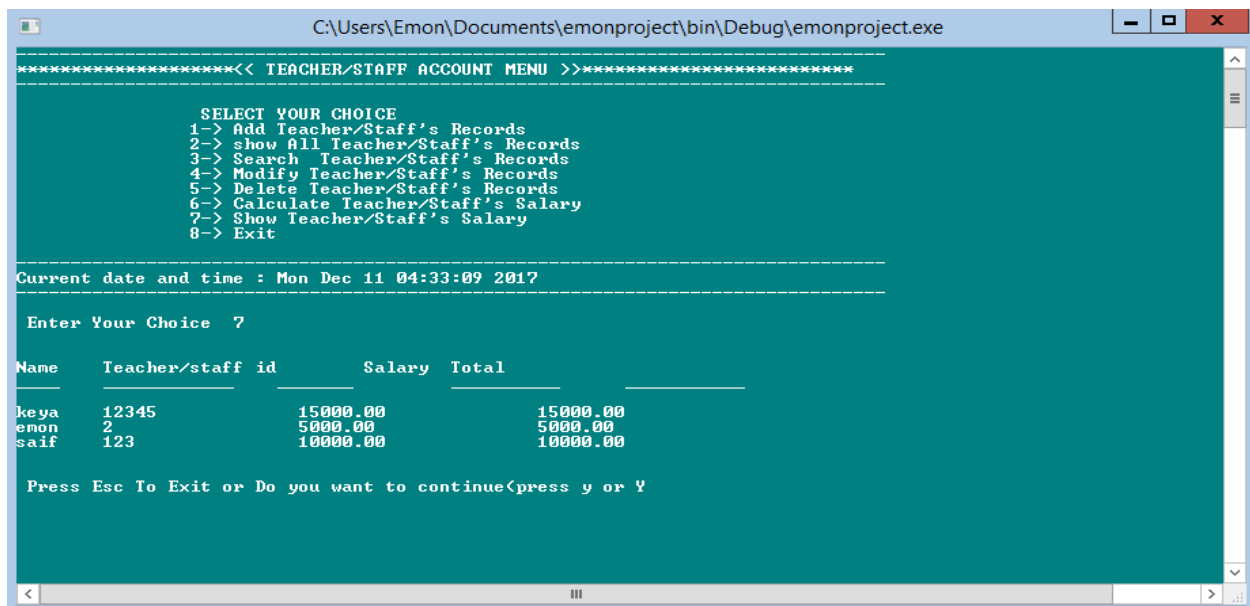 C:\Users\Emon\Documents\emonproject\bin\Debug\emonproject.exe
********************<< TEACHER/STAFF ACCOUNT MENU >>*************************
SELECT YOUR CHOICE
1-> Add Teacher/Staff's Records
2-> show All Teacher/Staff's Records
3-> Search  Teacher/Staff's Records
4-> Modify Teacher/Staff's Records
5-> Delete Teacher/Staff's Records
6-> Calculate Teacher/Staff's Salary
7-> Show Teacher/Staff's Salary
8-> Exit
Current date and time : Mon Dec 11 04:33:09 2017
Enter Your Choice  7
Name    Teacher/staff id        Salary  Total
keya    12345             15000.00              15000.00
emon    2                 5000.00               5000.00
saif    123               10000.00              10000.00
Press Esc To Exit or Do you want to continue(press y or Y